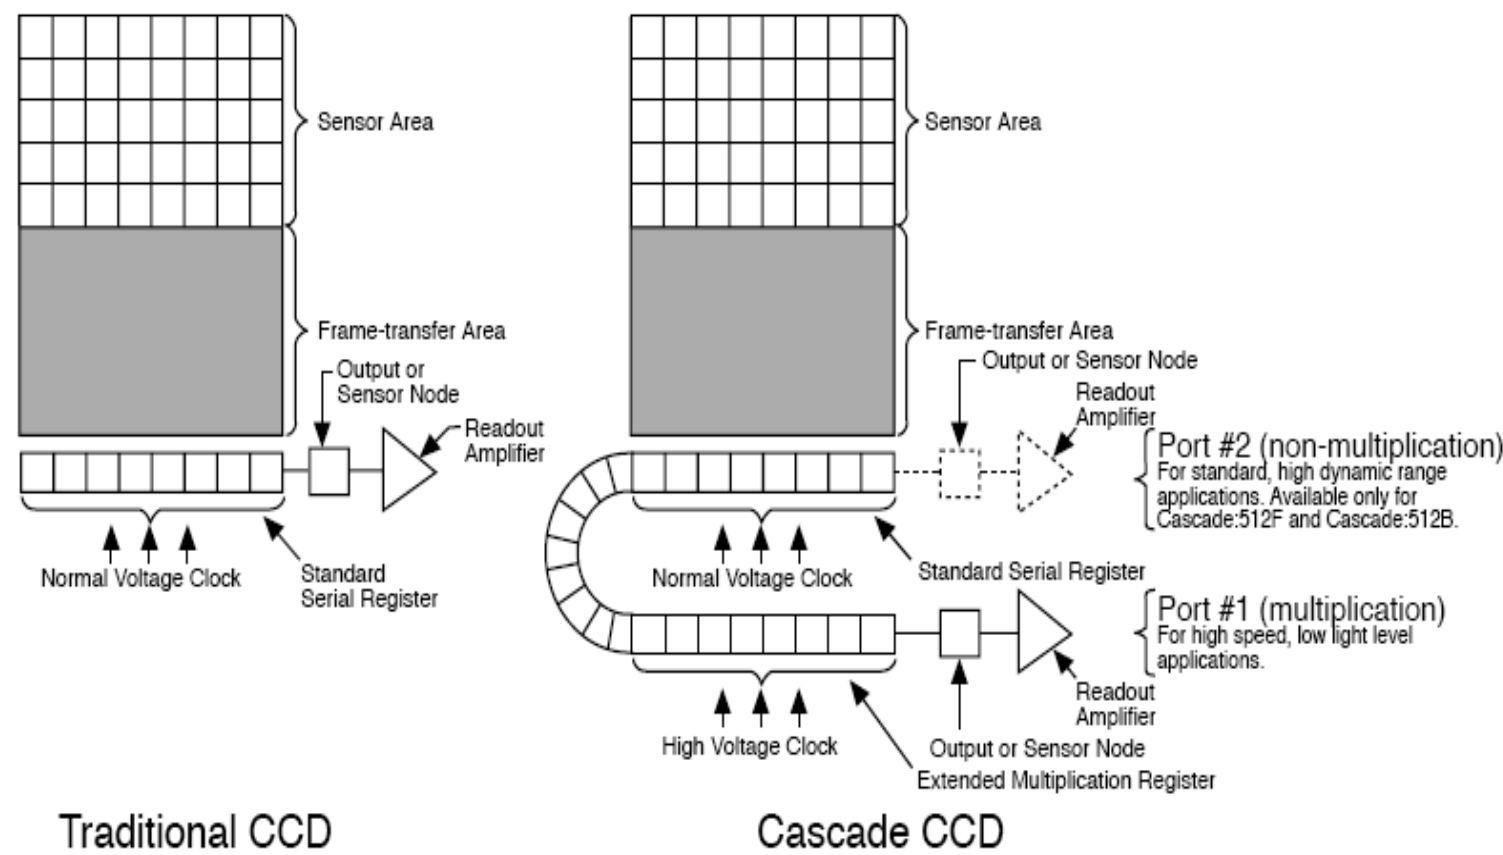 Sensor Area
Frame-transfer Area
Output or
Sensor Node
Readout
Amplifier
Normal Voltage Clock
Standard
Serial Register
Traditional CCD
Sensor Area
Frame-transfer Area
Output or Sensor Node
Readout
Amplifier
Port #2 (non-multiplication)
For standard, high dynamic range
applications. Available only for
Cascade:512F and Cascade:512B.
Normal Voltage Clock
Standard Serial Register
Port #1 (multiplication)
For high speed, low light level
applications.
Readout
Amplifier
High Voltage Clock
Output or Sensor Node
Extended Multiplication Register
Cascade CCD